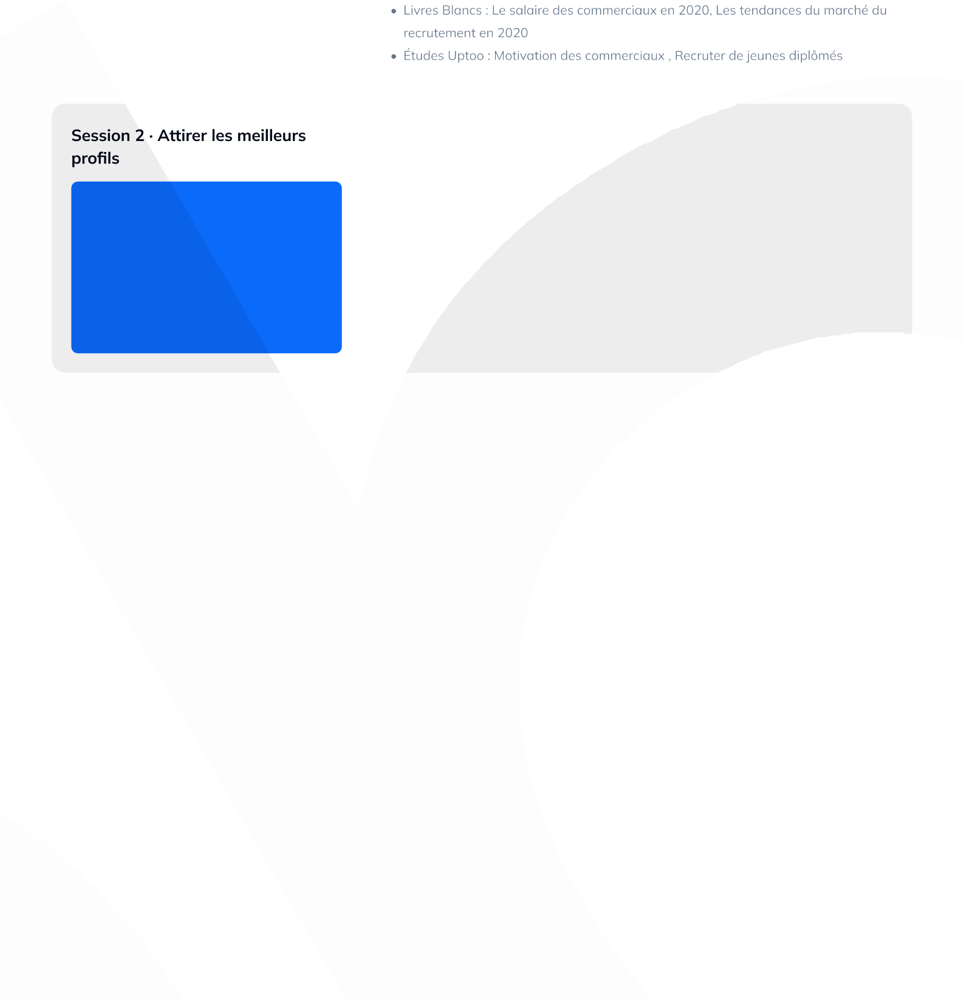 Livres Blancs : Le salaire des commerciaux en 2020, Les tendances du marché du
recrutement en 2020
Études Uptoo : Motivation des commerciaux , Recruter de jeunes diplômés
Session 2 · Attirer les meilleurs
profils